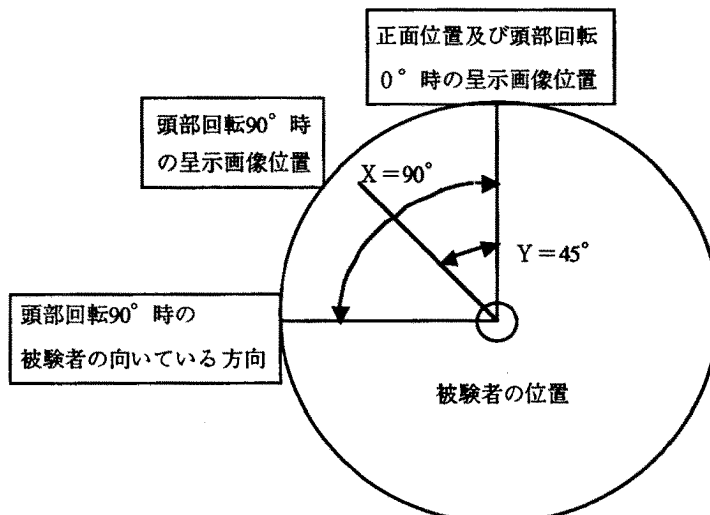 正面位置及び頭部回転
0°時の呈示画像位置
頭部回転90°時
の呈示画像位置
X＝90°
Y＝45°
頭部回転90°時の
被験者の向いている方向
被験者の位置